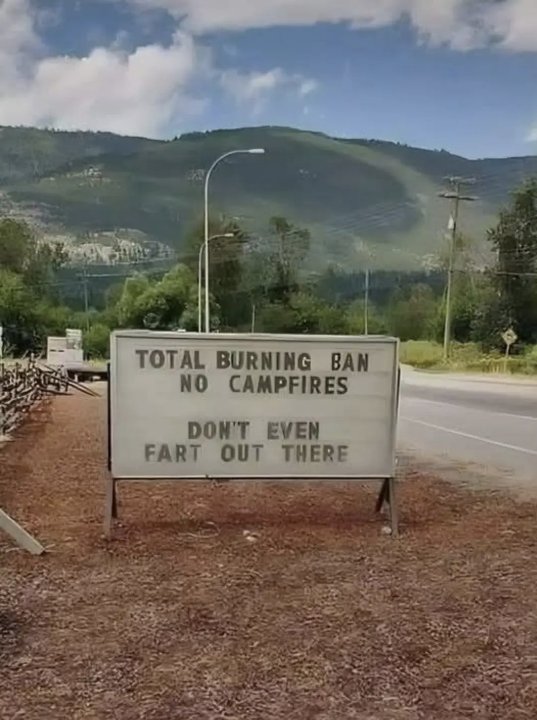 TOTAL BURNING BAN
NO CAMPFIRES
DON'T EVEN
FART OUT THERE